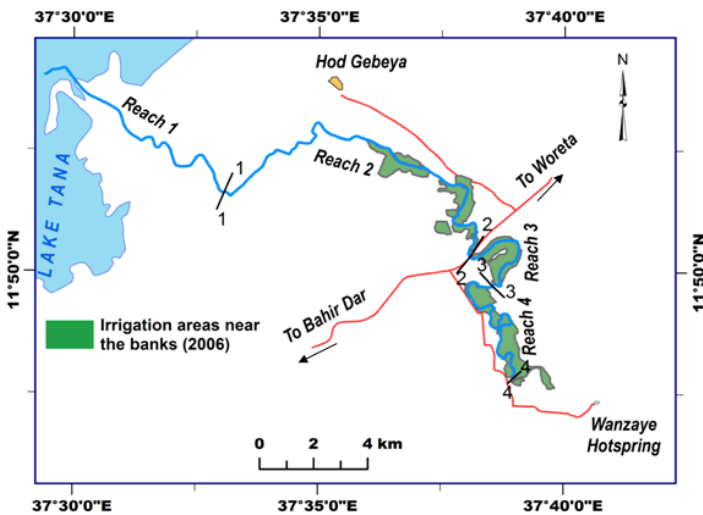 37°30'0"E
37°35'0"E
37°40'0"E
Hod Gebeya
N
Reach 1
1
1
Reach 2
To Woreta
LAKE TANA
2
Reach 3
11°50'0"N
11°50'0"N
2
3
3
To Bahir Dar
Reach 4
Irrigation areas near
the banks (2006)
4
4
0 2 4 km
Wanzaye
Hotspring
37°30'0"E
37°35'0"E
37°40'0"E